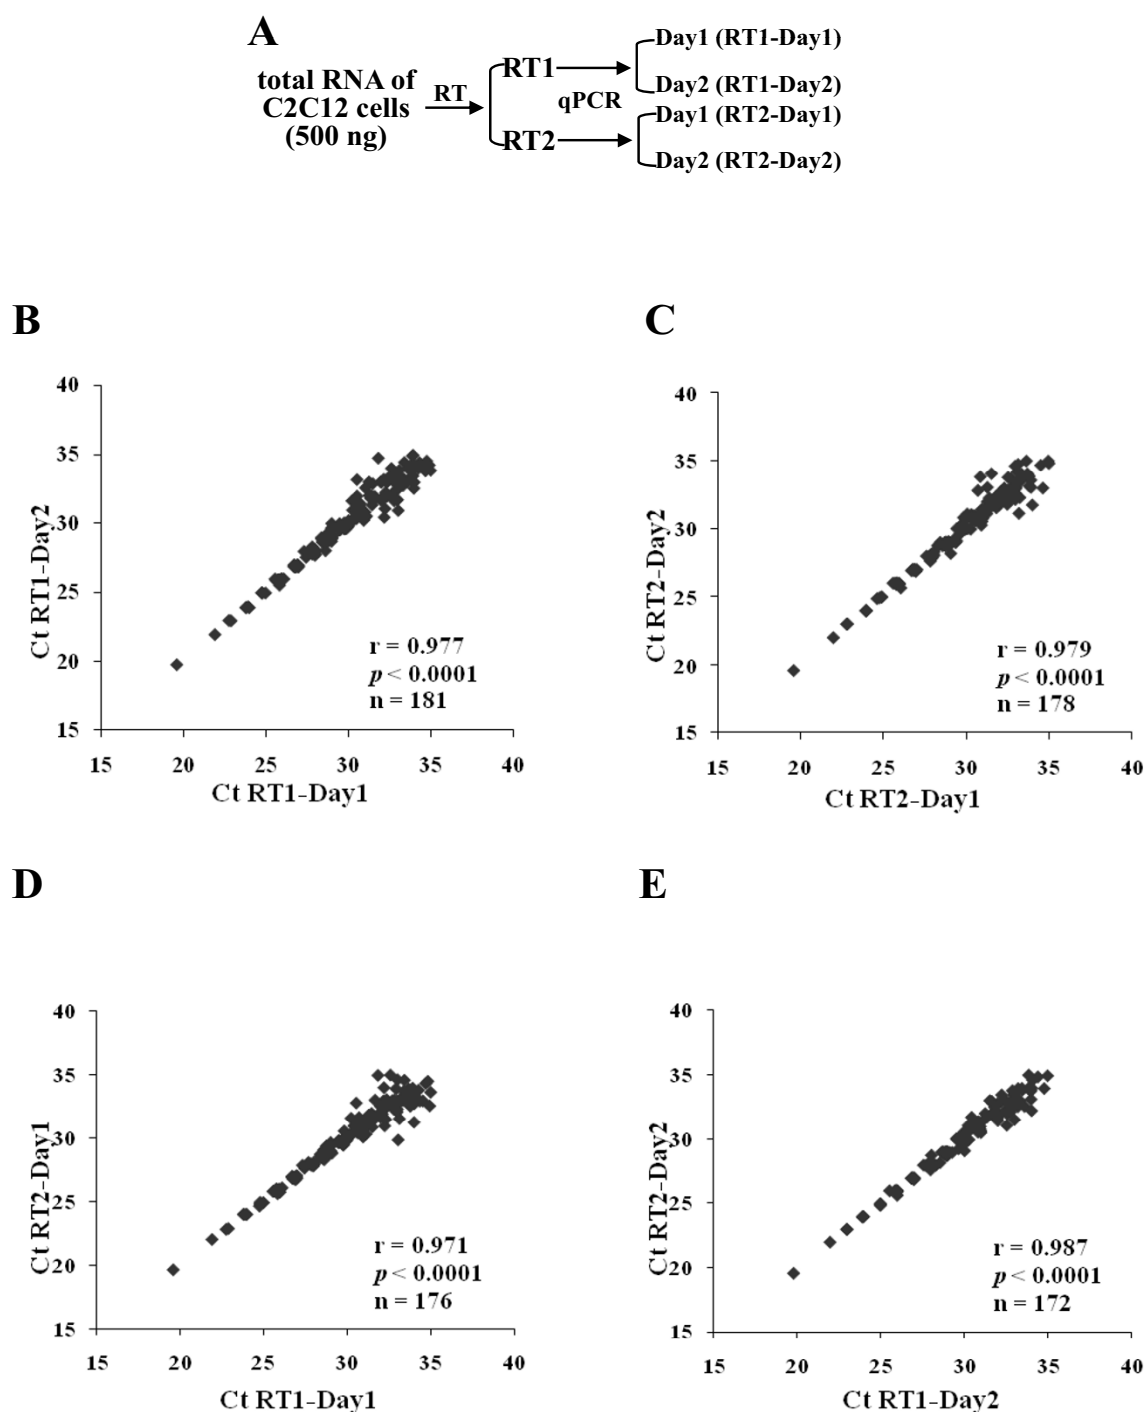 A
total RNA of
C2C12 cells
(500 ng)
RT
RT1
RT2
qPCR
Day1 (RT1-Day1)
Day2 (RT1-Day2)
Day1 (RT2-Day1)
Day2 (RT2-Day2)
B
40
35
30
25
20
15
Ct RT1-Day2
r = 0.977
p < 0.0001
n = 181
15 20 25 30 35 40
Ct RT1-Day1
C
40
35
30
25
20
15
Ct RT2-Day2
r = 0.979
p < 0.0001
n = 178
15 20 25 30 35 40
Ct RT2-Day1
D
40
35
30
25
20
15
Ct RT2-Day1
r = 0.971
p < 0.0001
n = 176
15 20 25 30 35 40
Ct RT1-Day1
E
40
35
30
25
20
15
Ct RT2-Day2
r = 0.987
p < 0.0001
n = 172
15 20 25 30 35 40
Ct RT1-Day2